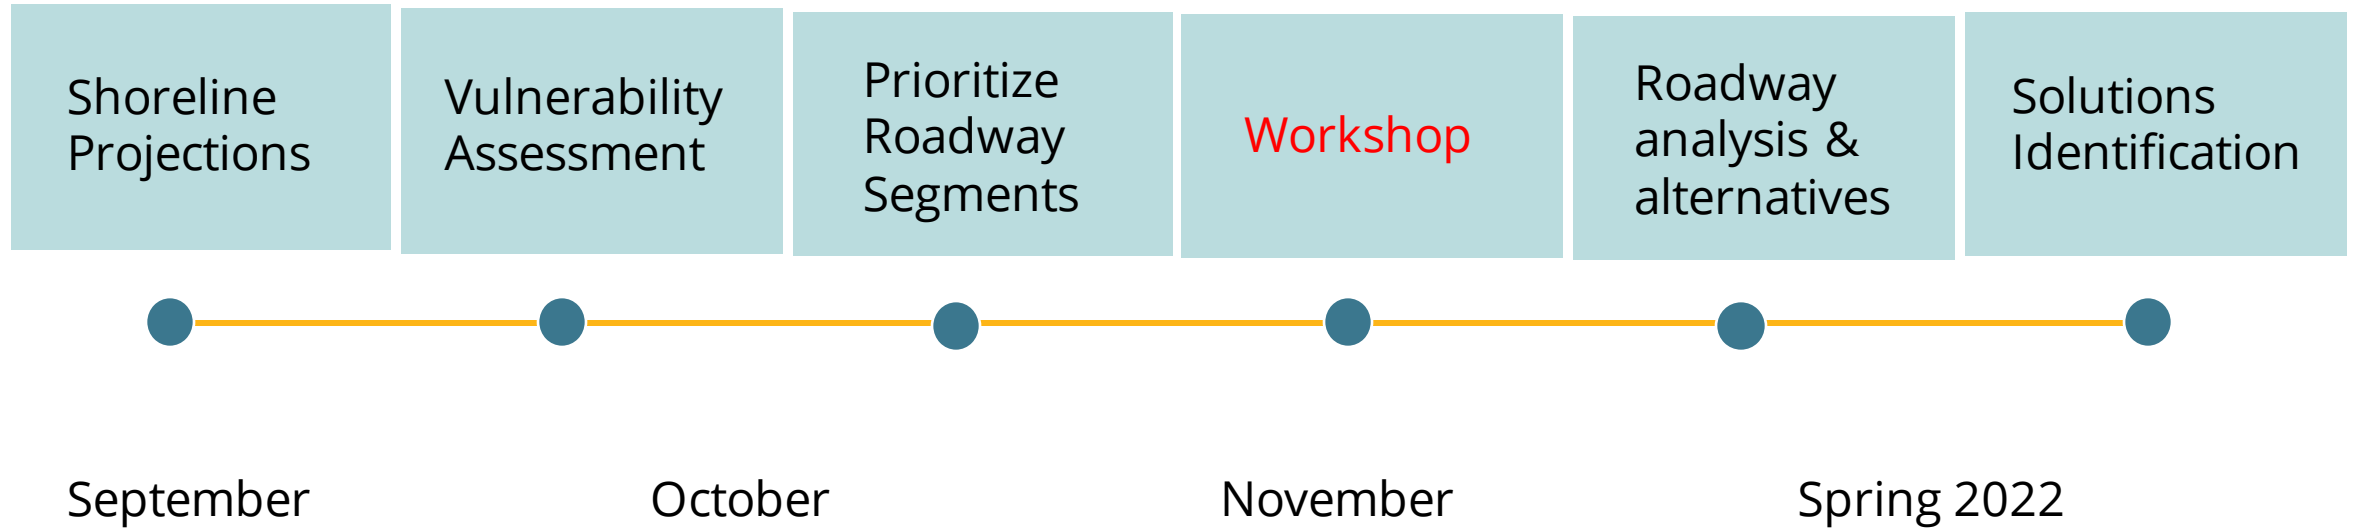 Shoreline
Projections
Vulnerability
Assessment
Prioritize
Roadway
Segments
Workshop
Roadway
analysis &
alternatives
Solutions
Identification
September
October
November
Spring 2022